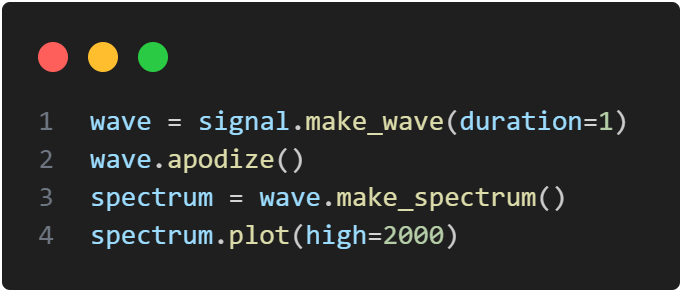 1 wave = signal.make_wave(duration=1)
2 wave.apodize()
3 spectrum = wave.make_spectrum()
4 spectrum.plot(high=2000)